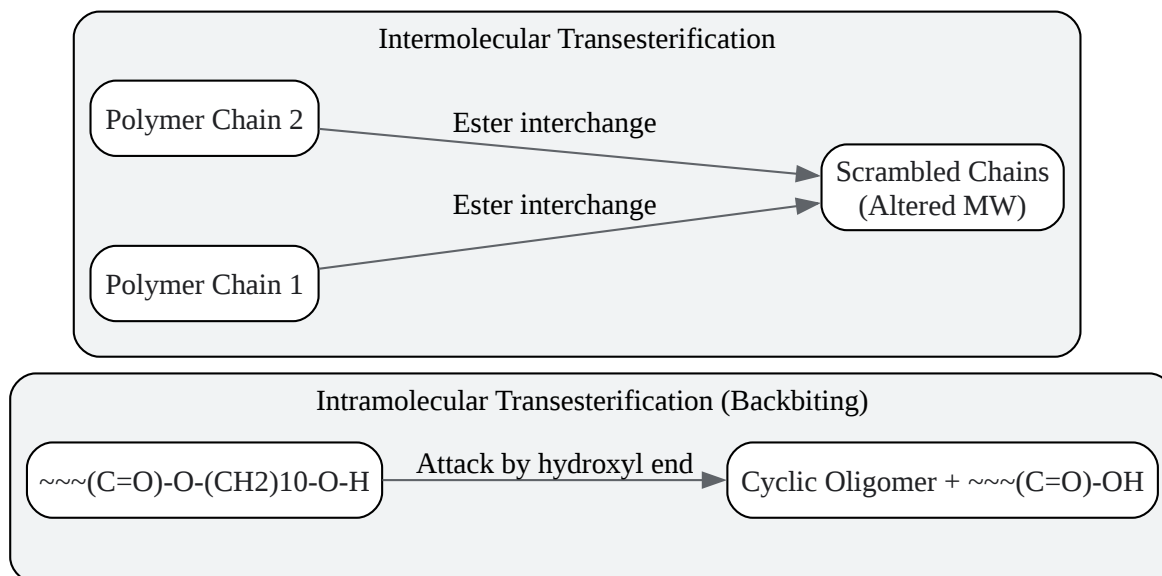 Intermolecular Transesterification
Polymer Chain 2
Ester interchange
Scrambled Chains
(Altered MW)
Ester interchange
Polymer Chain 1
Intramolecular Transesterification (Backbiting)
~~~(C=O)-O-(CH2)10-O-H
Attack by hydroxyl end
Cyclic Oligomer + ~~~(C=O)-OH